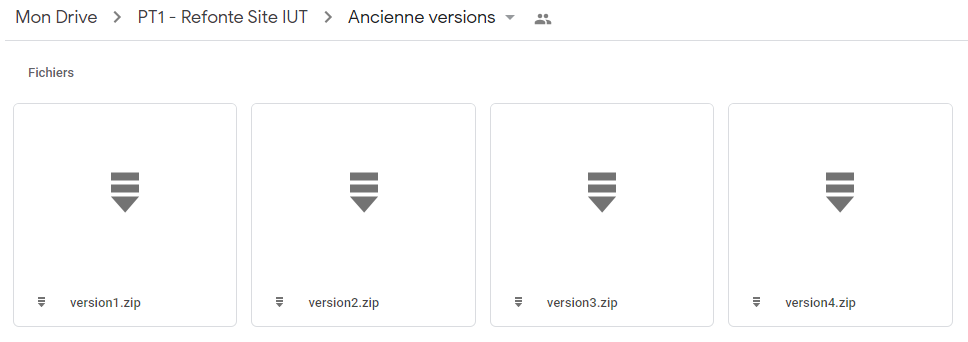 Mon Drive > PT1 - Refonte Site IUT > Ancienne versions
Fichiers
version1.zip version2.zip version3.zip version4.zip